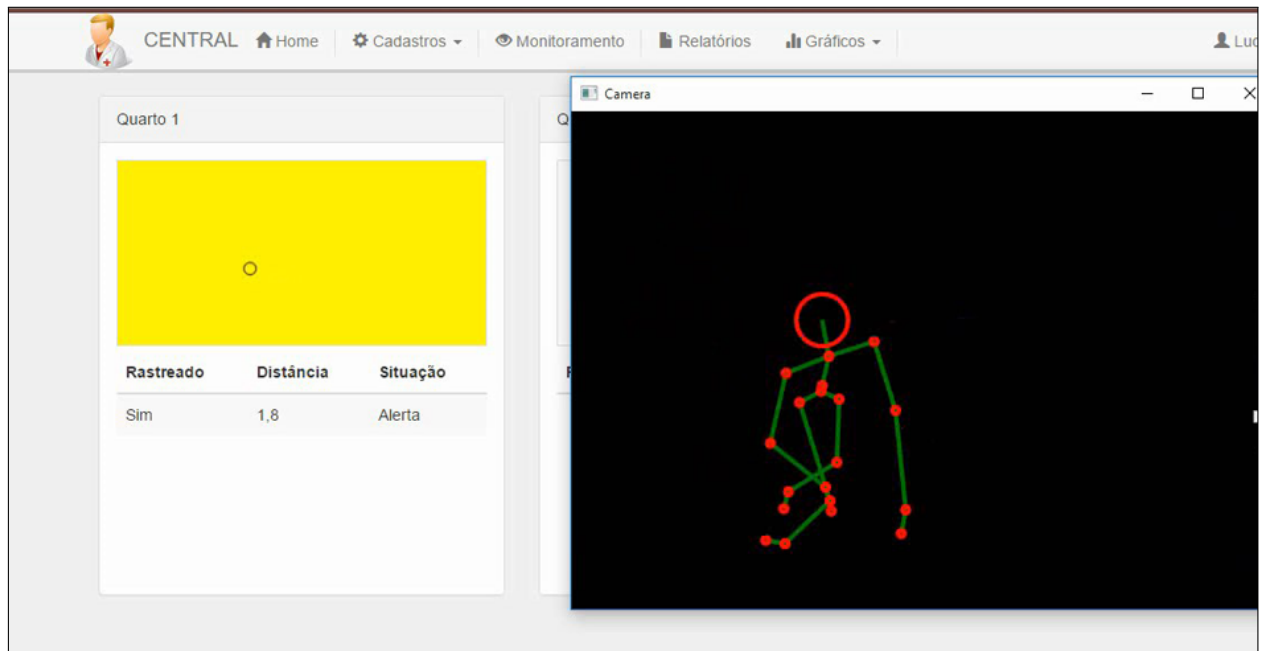 CENTRAL Home Cadastros Monitoramento Relatórios Gráficos
Camera
Quarto 1
Rastreado Distância Situação
Sim 1,8 Alerta